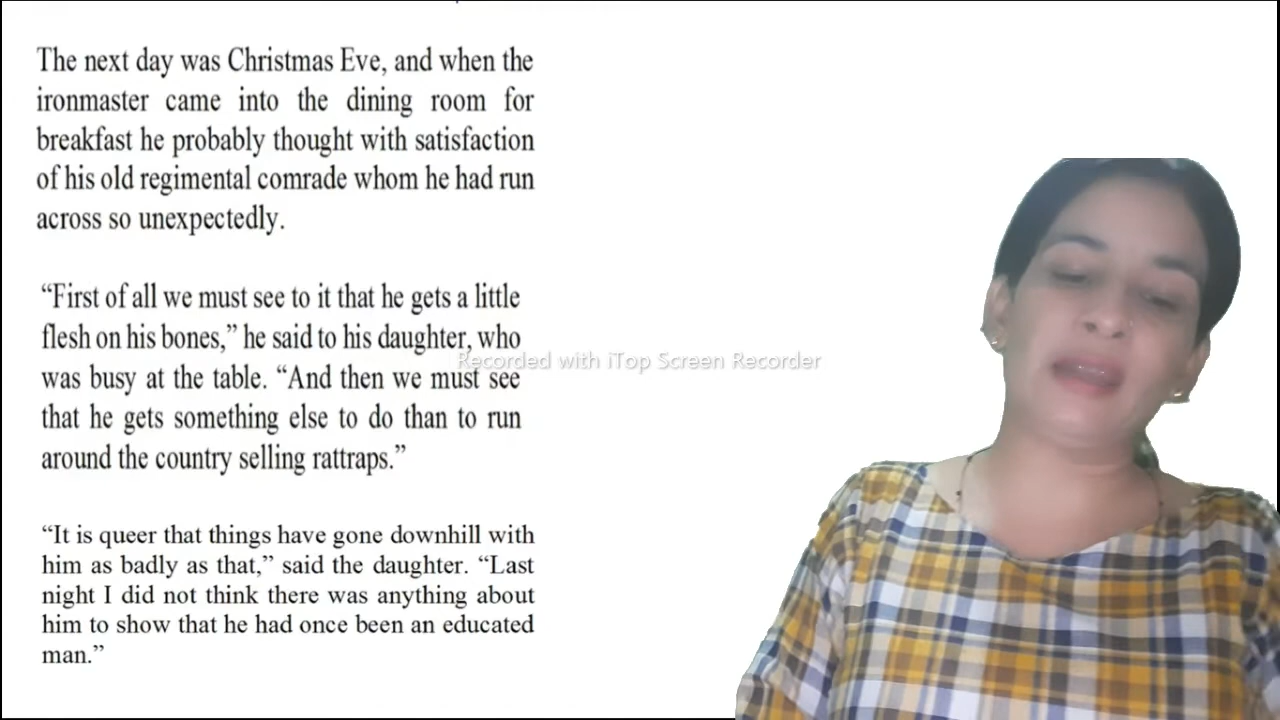 The next day was Christmas Eve, and when the
ironmaster came into the dining room for
breakfast he probably thought with satisfaction
of his old regimental comrade whom he had run
across so unexpectedly.
“First of all we must see to it that he gets a little
flesh on his bones,” he said to his daughter, who
was busy at the table. “And then we must see
that he gets something else to do than to run
around the country selling rattraps.”
Recorded with iTop Screen Recorder
“It is queer that things have gone downhill with
him as badly as that,” said the daughter. “Last
night I did not think there was anything about
him to show that he had once been an educated
man.”